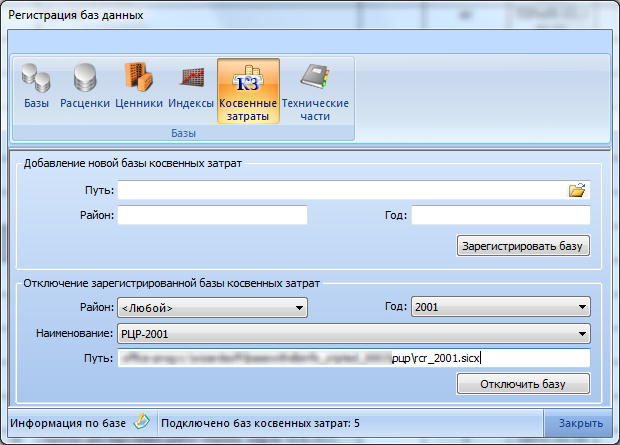 Регистрация баз данных
Базы
Расценки
Ценники
Индексы
КЗ
Косвенные
затраты
Технические
части
Базы
Добавление новой базы косвенных затрат
Путь:
Район:
Год:
Зарегистрировать базу
Отключение зарегистрированной базы косвенных затрат
Район: <Любой>
Год: 2001
Наименование: РЦР-2001
Путь: \рцр\rcr_2001.sicx
Отключить базу
Информация по базе
Подключено баз косвенных затрат: 5
Закрыть